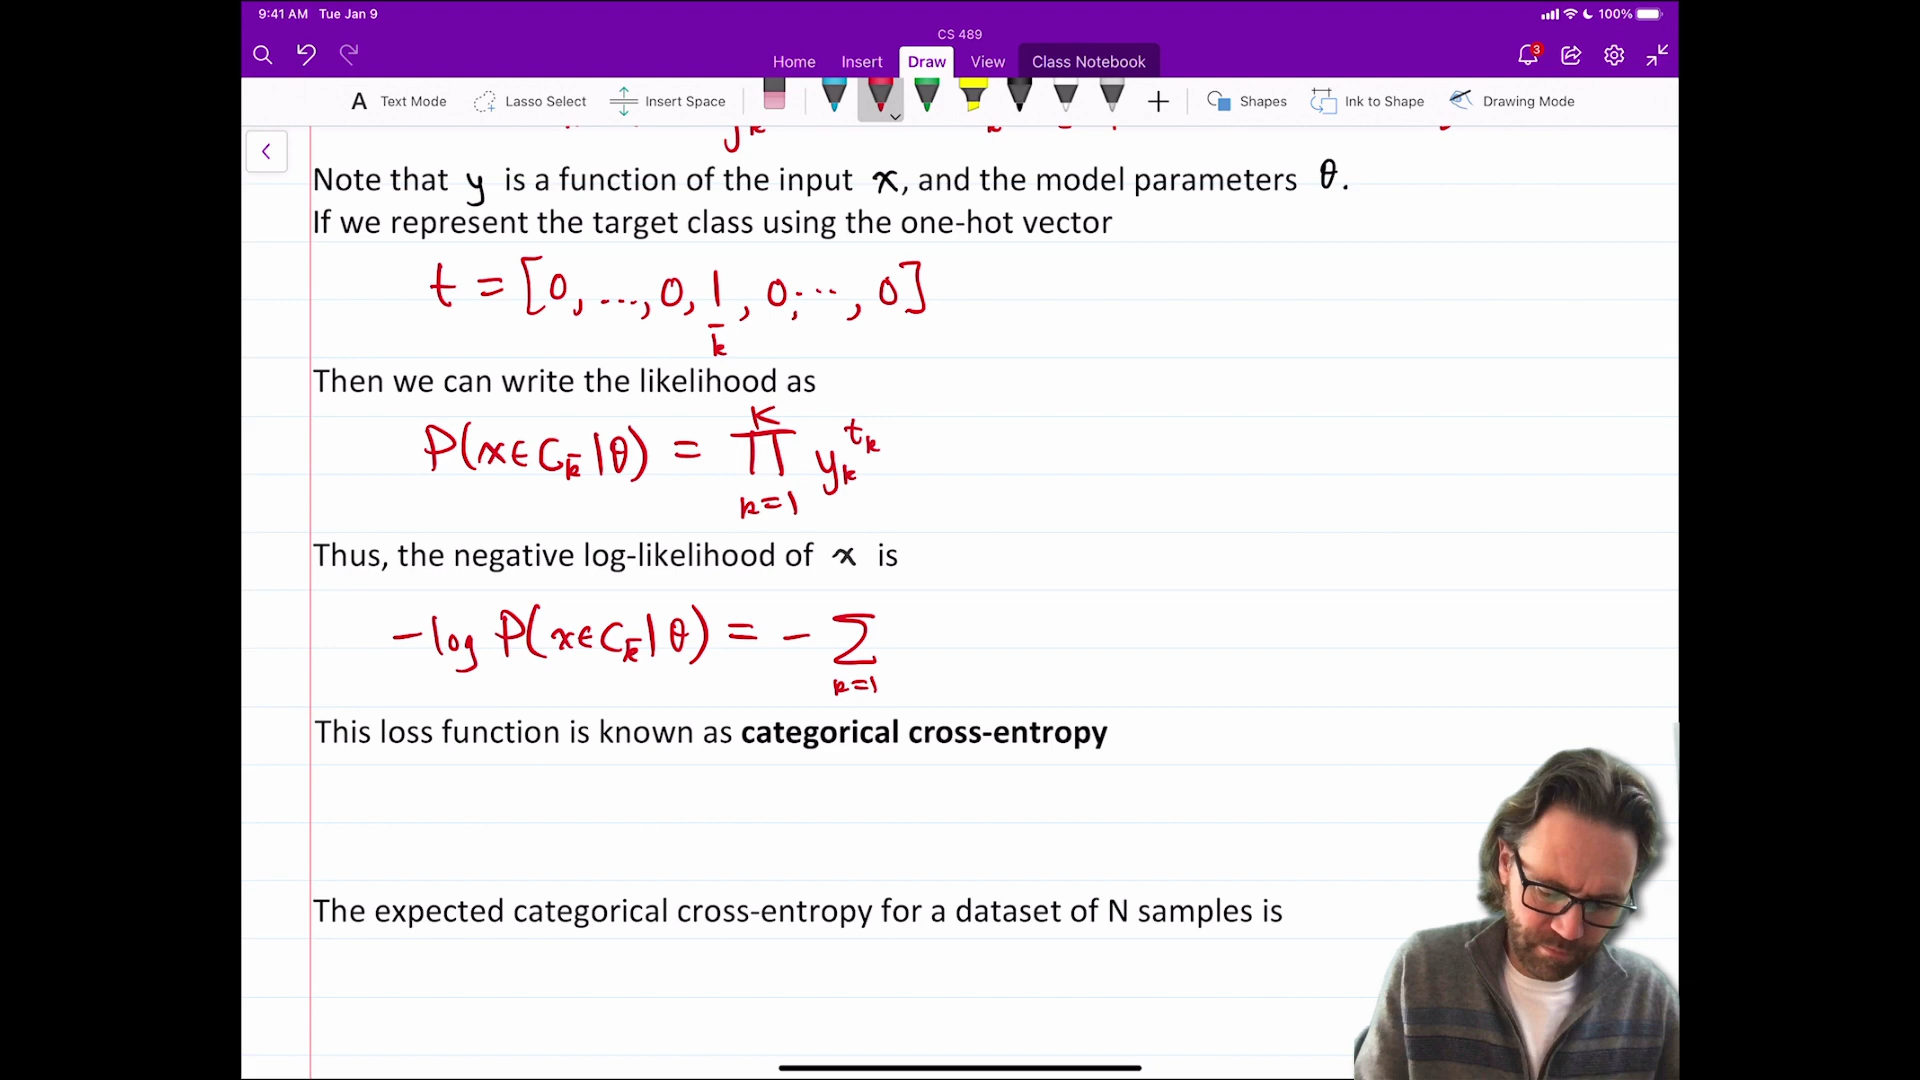 9:41 AM Tue Jan 9
100%
CS 489
3
Home Insert Draw View Class Notebook
A Text Mode Lasso Select Insert Space Shapes Ink to Shape Drawing Mode
Note that y is a function of the input x, and the model parameters θ.
If we represent the target class using the one-hot vector
t = [0, ..., 0, 1, 0, ..., 0]
k̄
Then we can write the likelihood as
P(x ∈ C_k̄ | θ) = ∏_{k=1}^{K} y_k^{t_k}
Thus, the negative log-likelihood of x is
-log P(x ∈ C_k̄ | θ) = - ∑_{k=1}
This loss function is known as categorical cross-entropy
The expected categorical cross-entropy for a dataset of N samples is